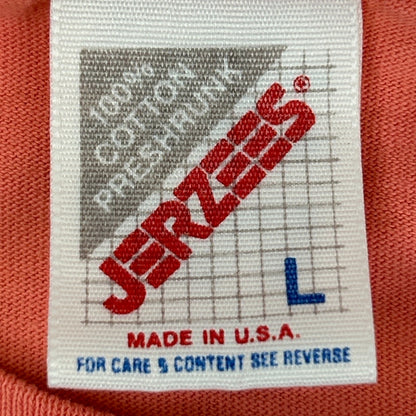 100%
COTTON
PRESHRUNK
JERZEES®
L
MADE IN U.S.A.
FOR CARE & CONTENT SEE REVERSE